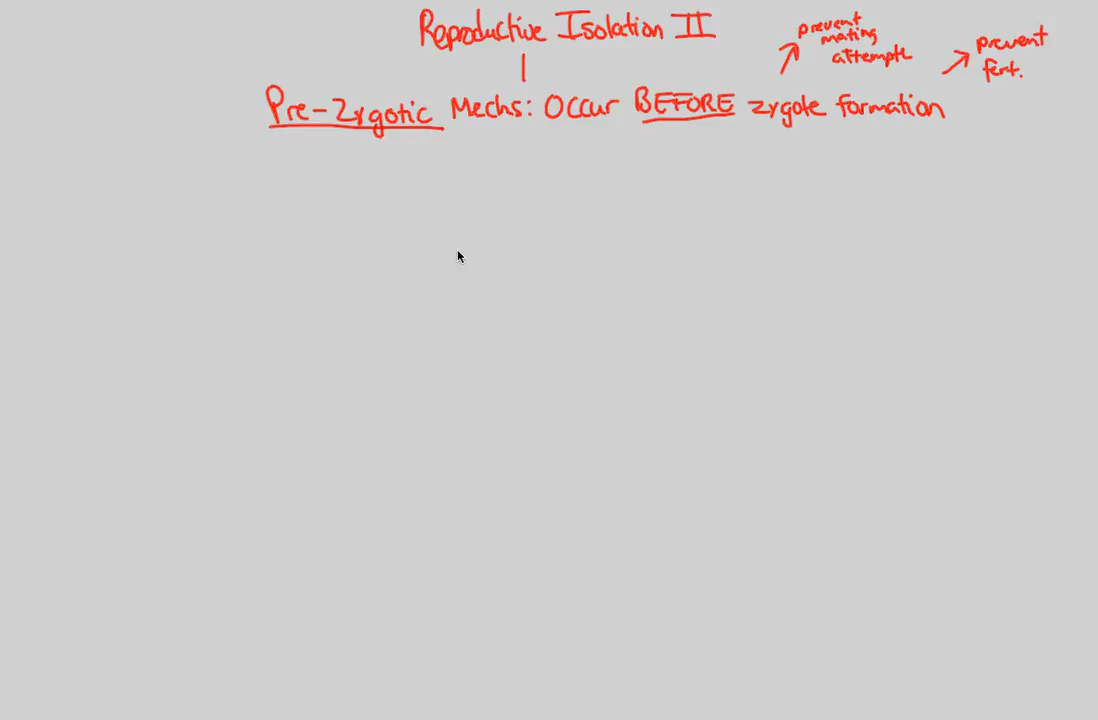 Reproductive Isolation II
prevent
mating
attempts
prevent
fert.
Pre-Zygotic Mechs: Occur BEFORE zygote formation